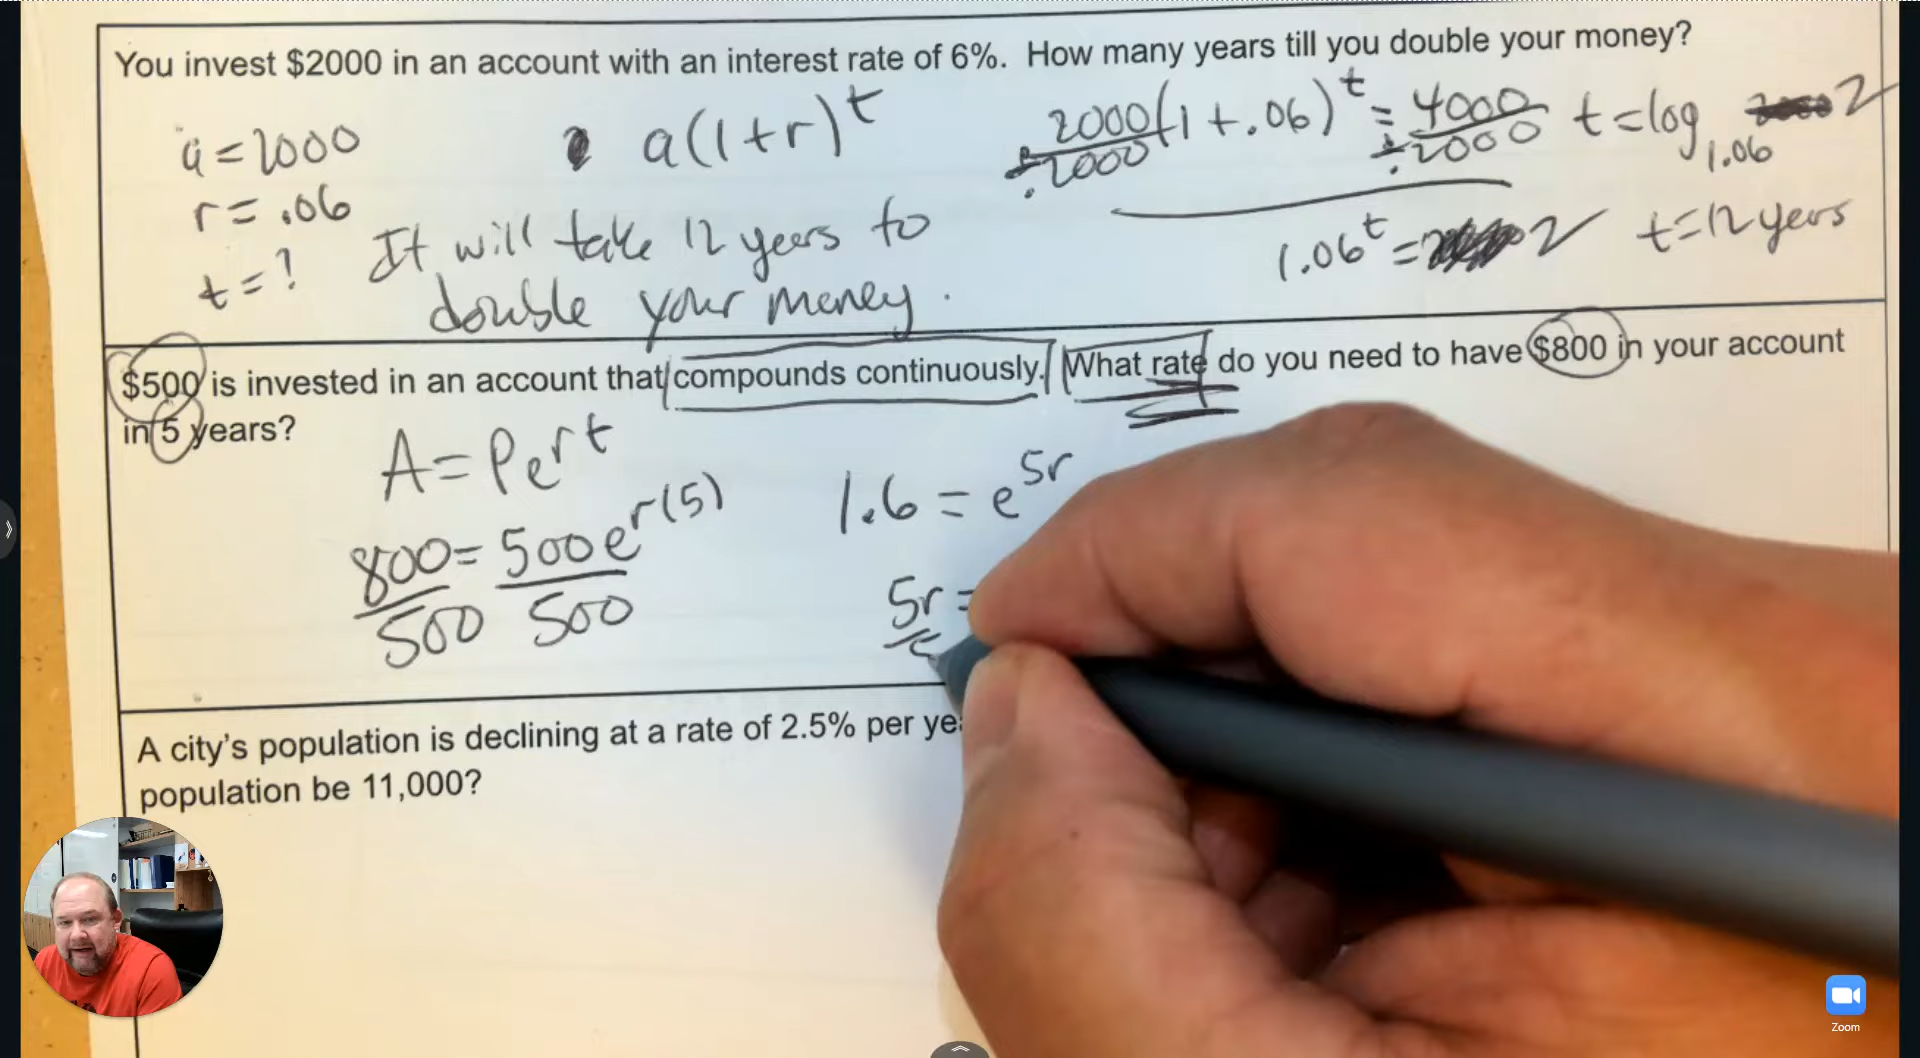 You invest $2000 in an account with an interest rate of 6%. How many years till you double your money?
a=2000
r=.06
t=?
a(1+r)^t
2000(1+.06)^t = 4000
÷2000 ÷2000
1.06^t = 2
t=log_1.06 2
t=12 years
It will take 12 years to
double your money.
$500 is invested in an account that compounds continuously. What rate do you need to have $800 in your account
in 5 years?
A=Pe^rt
800=500e^r(5)
500 500
1.6=e^5r
5r=
5
A city's population is declining at a rate of 2.5% per ye
population be 11,000?
Zoom